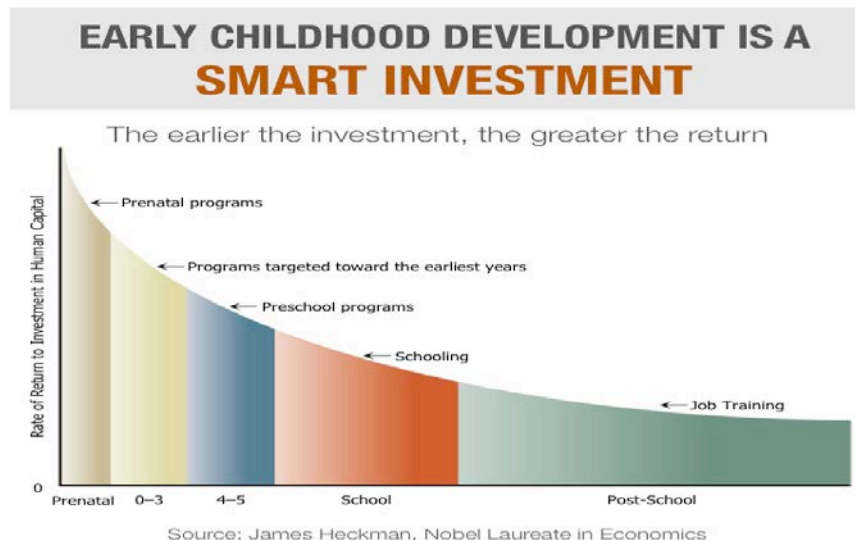 EARLY CHILDHOOD DEVELOPMENT IS A
SMART INVESTMENT
The earlier the investment, the greater the return
Rate of Return to Investment in Human Capital
Prenatal programs
Programs targeted toward the earliest years
Preschool programs
Schooling
Job Training
0
Prenatal
0–3
4–5
School
Post-School
Source: James Heckman, Nobel Laureate in Economics